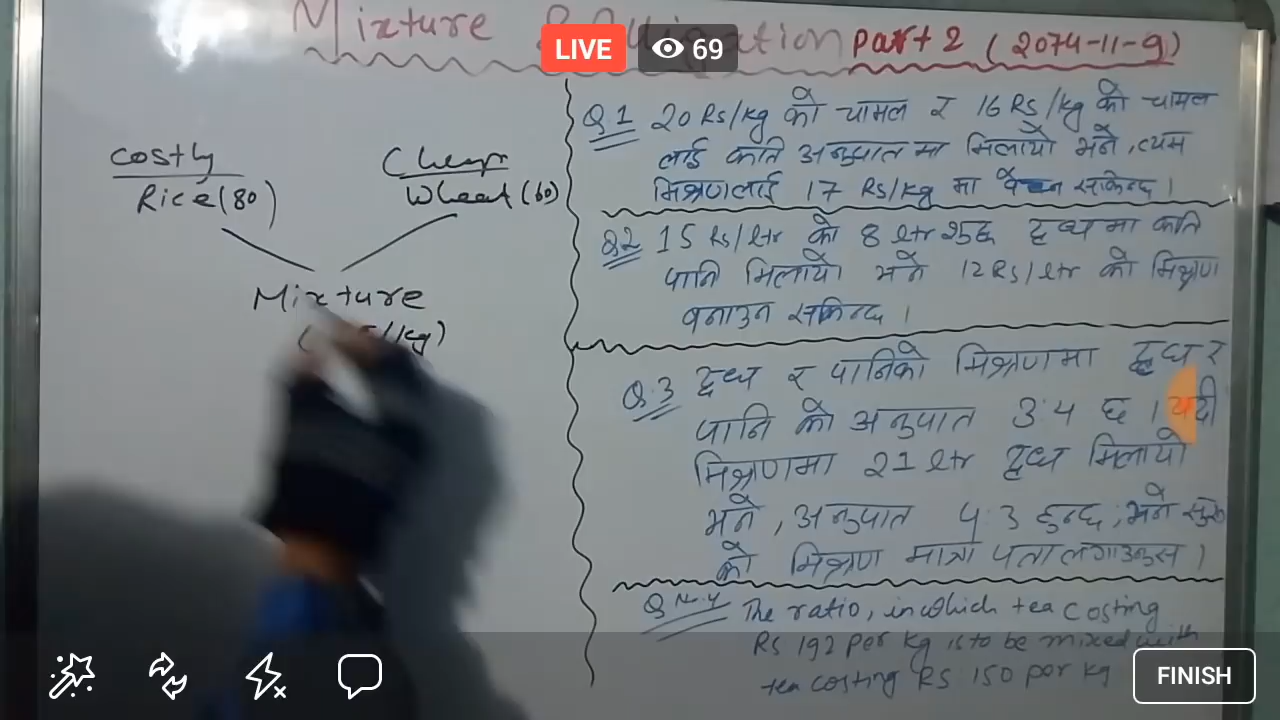 Mixture & Alligation Part 2 (2074-11-9)
LIVE 69
costly
Rice (80)
Cheap
Wheat (60)
Mixture
/kg)
Q.1 20 Rs/kg को चामल र 16 Rs/kg को चामल
लाई कति अनुपात मा मिलायो भने, त्यस
मिश्रणलाई 17 Rs/kg मा बेच्न सकिन्छ।
Q2 15 Rs/ltr को 8 ltr शुद्ध दुध मा कति
पानि मिलायो भने 12 Rs/ltr को मिश्रण
बनाउन सकिन्छ।
Q.3 दुध र पानिको मिश्रणमा दुध र
पानि को अनुपात 3:4 छ। यदी
मिश्रणमा 21 ltr दुध मिलायो
भने, अनुपात 4:3 हुन्छ, भने सुरु
को मिश्रण मात्रा पता लगाउनुस।
Q.N.4 The ratio, in which tea costing
Rs 192 per kg is to be mixed with
tea costing Rs 150 per kg
FINISH